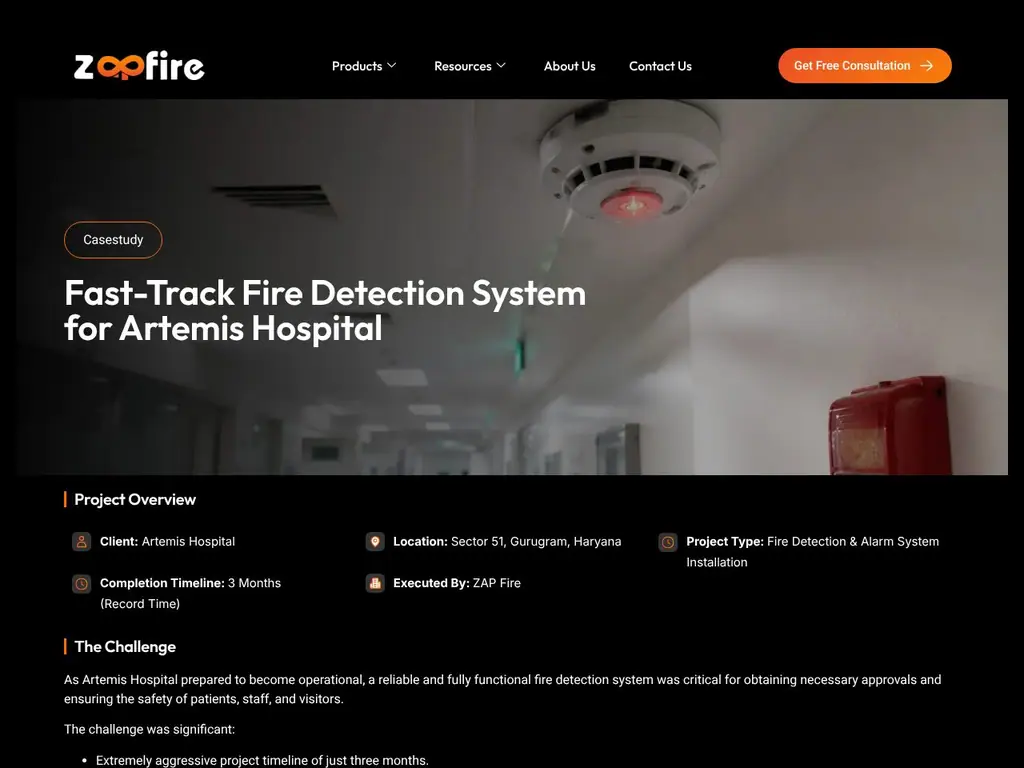 zapfire
Products
Resources
About Us
Contact Us
Get Free Consultation
Casestudy
Fast-Track Fire Detection System
for Artemis Hospital
Project Overview
Client: Artemis Hospital
Location: Sector 51, Gurugram, Haryana
Project Type: Fire Detection & Alarm System
Installation
Completion Timeline: 3 Months
(Record Time)
Executed By: ZAP Fire
The Challenge
As Artemis Hospital prepared to become operational, a reliable and fully functional fire detection system was critical for obtaining necessary approvals and
ensuring the safety of patients, staff, and visitors.
The challenge was significant:
• Extremely aggressive project timeline of just three months.